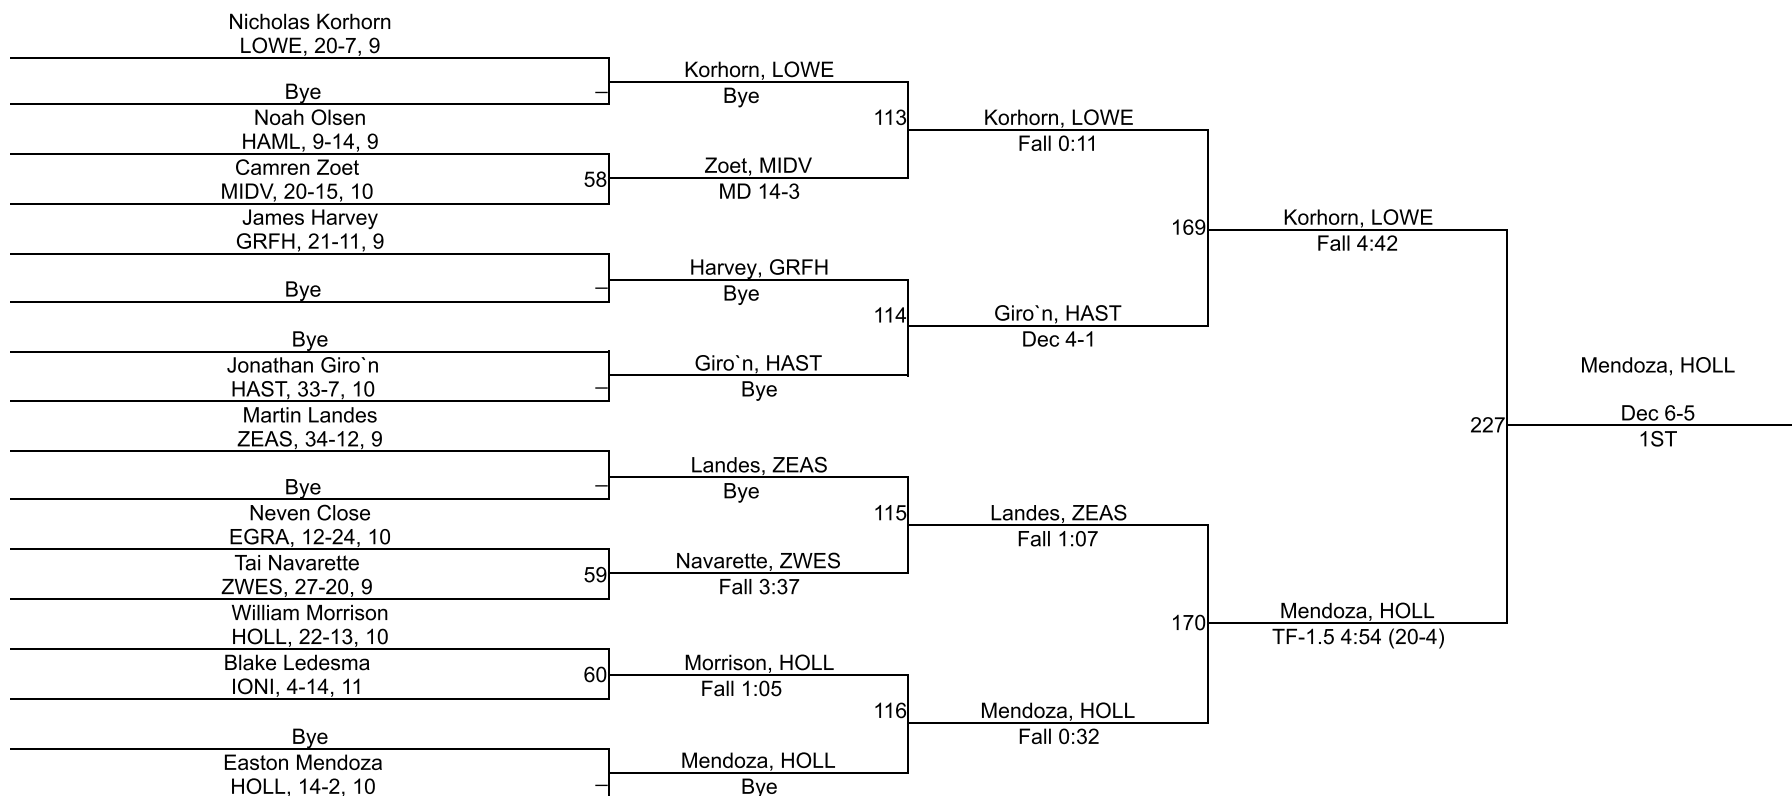 Nicholas Korhorn
LOWE, 20-7, 9
Bye
Noah Olsen
HAML, 9-14, 9
Camren Zoet
MIDV, 20-15, 10
James Harvey
GRFH, 21-11, 9
Bye
Bye
Jonathan Giro`n
HAST, 33-7, 10
Martin Landes
ZEAS, 34-12, 9
Bye
Neven Close
EGRA, 12-24, 10
Tai Navarette
ZWES, 27-20, 9
William Morrison
HOLL, 22-13, 10
Blake Ledesma
IONI, 4-14, 11
Bye
Easton Mendoza
HOLL, 14-2, 10
58
59
60
Korhorn, LOWE
Bye
Zoet, MIDV
MD 14-3
Harvey, GRFH
Bye
Giro`n, HAST
Bye
Landes, ZEAS
Bye
Navarette, ZWES
Fall 3:37
Morrison, HOLL
Fall 1:05
Mendoza, HOLL
Bye
113
114
115
116
Korhorn, LOWE
Fall 0:11
Giro`n, HAST
Dec 4-1
Landes, ZEAS
Fall 1:07
Mendoza, HOLL
Fall 0:32
169
170
Korhorn, LOWE
Fall 4:42
Mendoza, HOLL
TF-1.5 4:54 (20-4)
227
Mendoza, HOLL
Dec 6-5
1ST